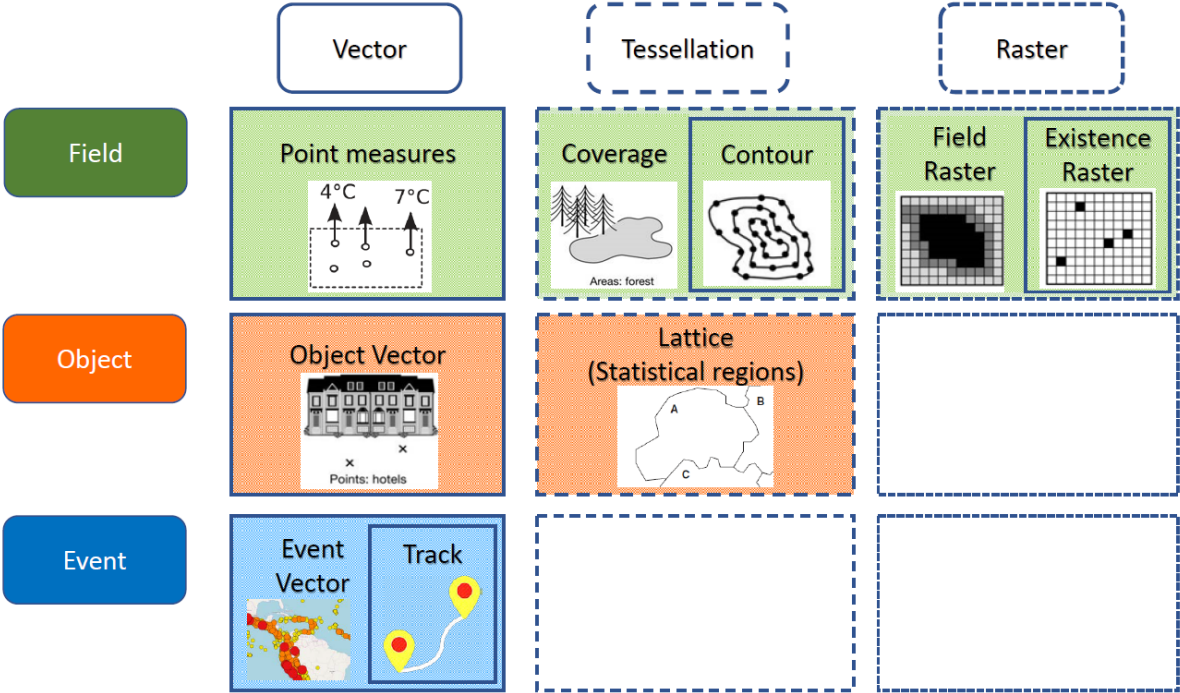 Vector
Tessellation
Raster
Field
Point measures
4°C
7°C
Coverage
Areas: forest
Contour
Field
Raster
Existence
Raster
Object
Object Vector
Points: hotels
Lattice
(Statistical regions)
A
B
C
Event
Event
Vector
Track